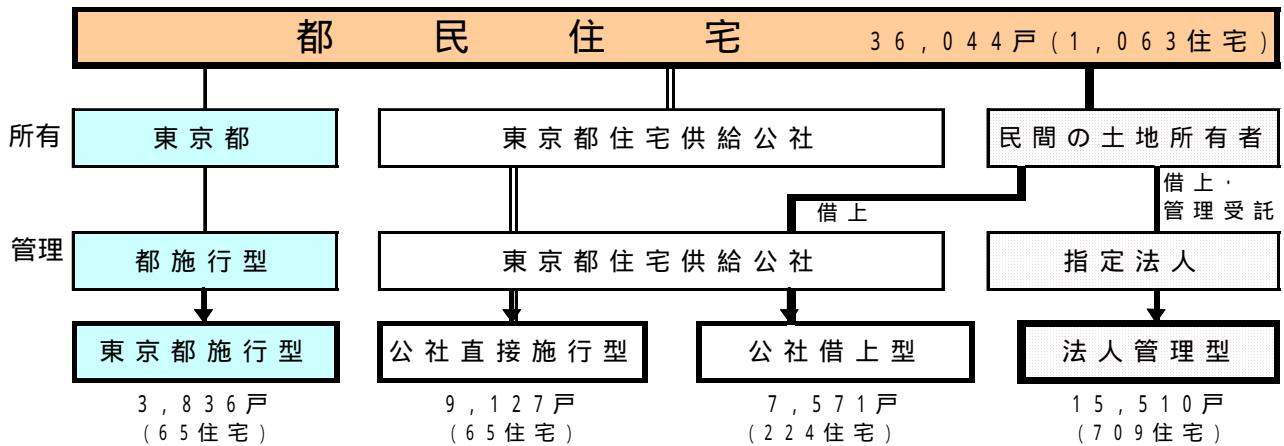 都民住宅 36,044戸(1,063住宅)
所有 東京都 東京都住宅供給公社 民間の土地所有者
借上
借上・
管理受託
管理 都施行型 東京都住宅供給公社 指定法人
東京都施行型 公社直接施行型 公社借上型 法人管理型
3,836戸 9,127戸 7,571戸 15,510戸
(65住宅) (65住宅) (224住宅) (709住宅)